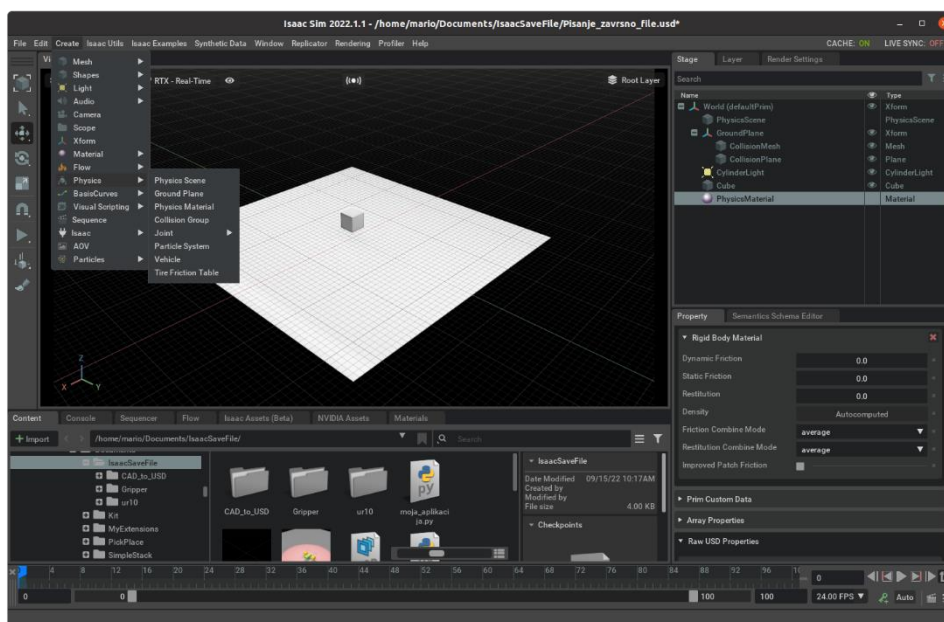 Isaac Sim 2022.1.1 - /home/mario/Documents/IsaacSaveFile/Pisanje_zavrsno_file.usd*
File Edit Create Isaac Utils Isaac Examples Synthetic Data Window Replicator Rendering Profiler Help
CACHE: ON LIVE SYNC: OFF
Mesh
Shapes
Light
Audio
Camera
Scope
Xform
Material
Flow
Physics
BasisCurves
Visual Scripting
Sequence
Isaac
AOV
Particles
Physics Scene
Ground Plane
Physics Material
Collision Group
Joint
Particle System
Vehicle
Tire Friction Table
RTX - Real-Time
Root Layer
Z
X Y
Stage Layer Render Settings
Search
Name Type
World (defaultPrim) Xform
PhysicsScene PhysicsScene
GroundPlane Xform
CollisionMesh Mesh
CollisionPlane Plane
CylinderLight CylinderLight
Cube Cube
PhysicsMaterial Material
Property Semantics Schema Editor
Rigid Body Material
Dynamic Friction 0.0
Static Friction 0.0
Restitution 0.0
Density Autocomputed
Friction Combine Mode average
Restitution Combine Mode average
Improved Patch Friction
Prim Custom Data
Array Properties
Raw USD Properties
Content Console Sequencer Flow Isaac Assets (Beta) NVIDIA Assets Materials
+ Import /home/mario/Documents/IsaacSaveFile/ Search
IsaacSaveFile
CAD_to_USD
Gripper
ur10
Kit
MyExtensions
PickPlace
SimpleStack
CAD_to_USD Gripper ur10 moja_aplikaci
ja.py
IsaacSaveFile
Date Modified 09/15/22 10:17AM
Created by
Modified by
File size 4.00 KB
Checkpoints
4 8 12 16 20 24 28 32 36 40 44 48 52 56 60 64 68 72 76 80 84 88 92 96
0
0 0 100 100 24.00 FPS Auto